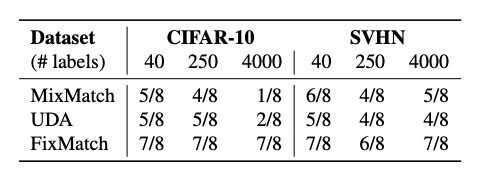 Dataset CIFAR-10 SVHN
(# labels) 40 250 4000 40 250 4000
MixMatch 5/8 4/8 1/8 6/8 4/8 5/8
UDA 5/8 5/8 2/8 5/8 4/8 4/8
FixMatch 7/8 7/8 7/8 7/8 6/8 7/8